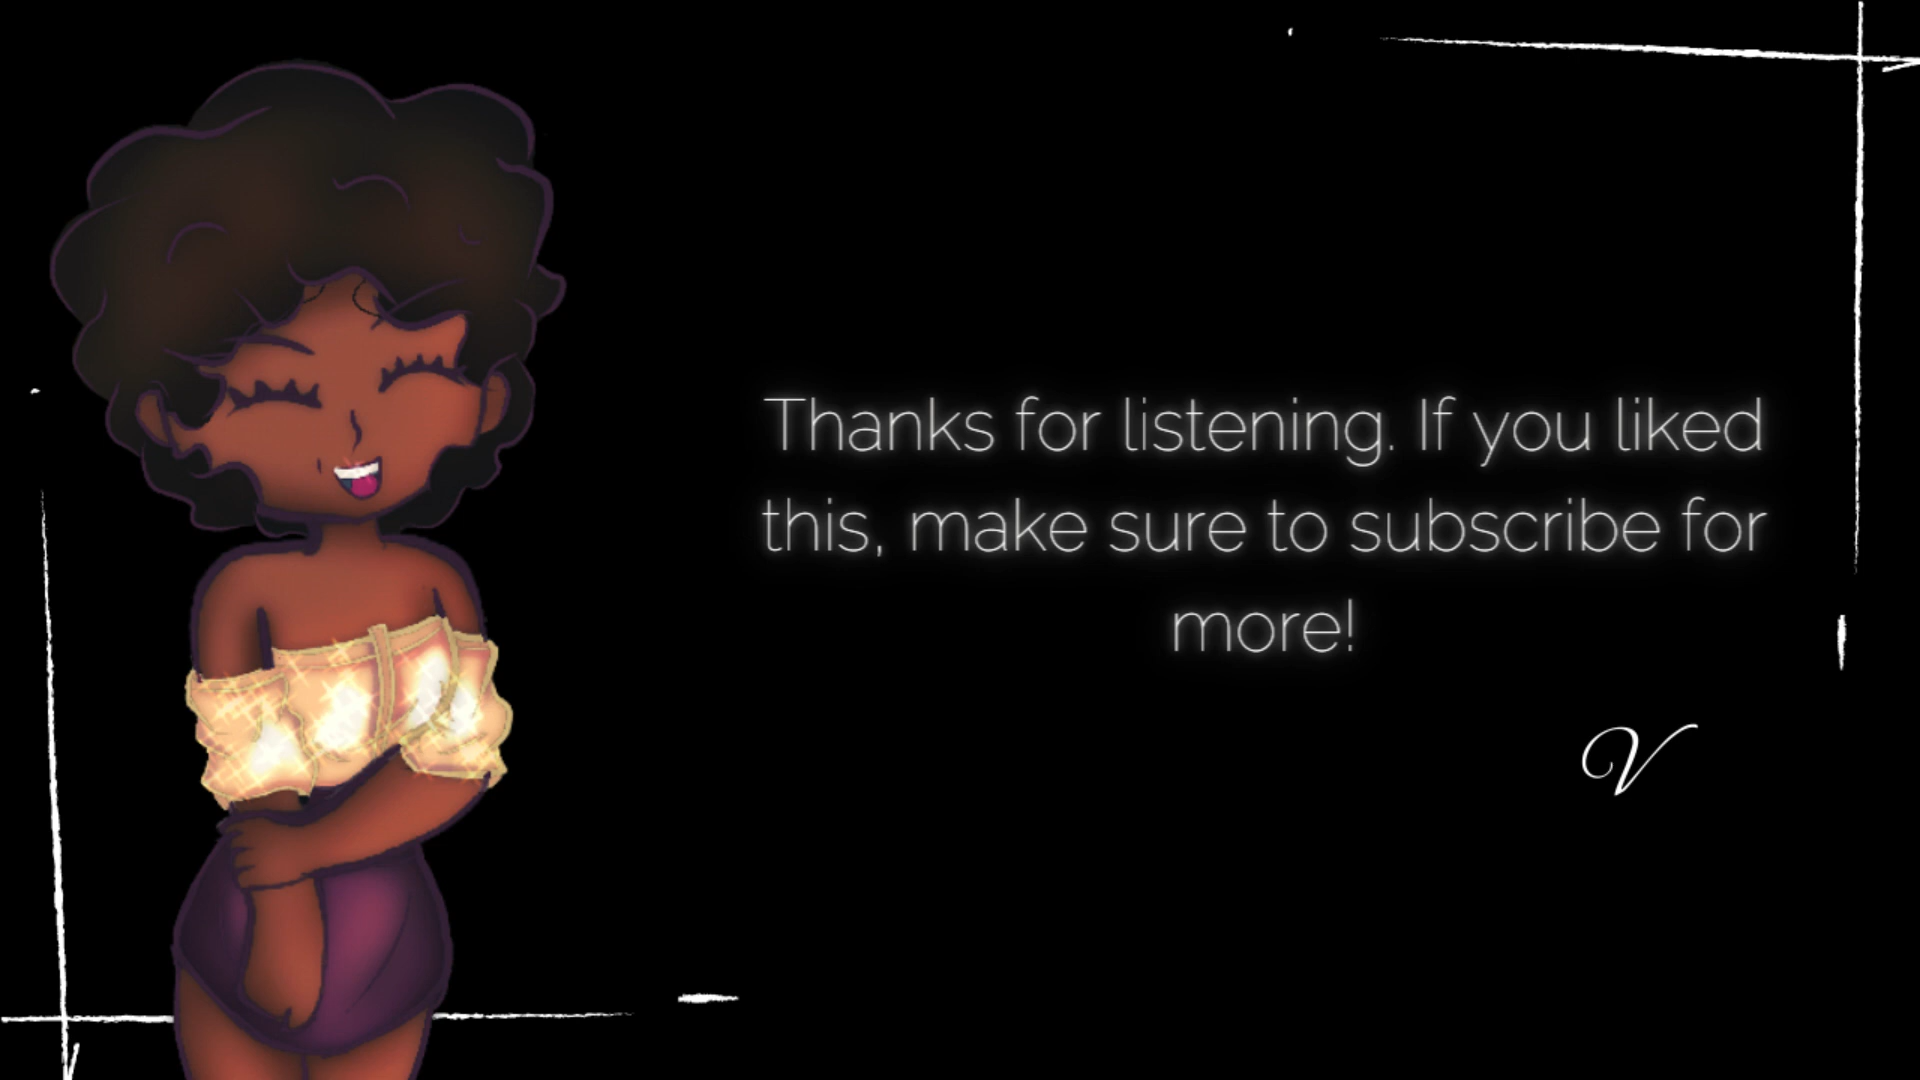 Thanks for listening. If you liked
this, make sure to subscribe for
more!
V